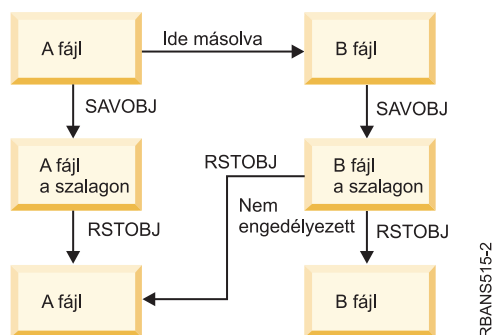 A fájl
Ide másolva
B fájl
SAVOBJ
SAVOBJ
A fájl
a szalagon
RSTOBJ
B fájl
a szalagon
RSTOBJ
Nem
engedélyezett
RSTOBJ
A fájl
B fájl
RBANS515-2